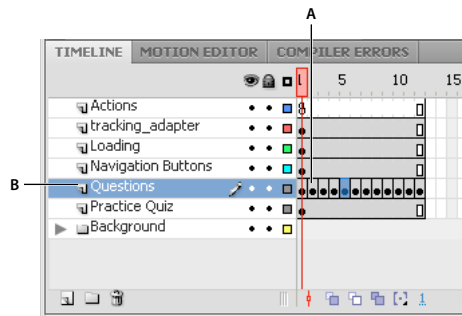 A
TIMELINE MOTION EDITOR COMPILER ERRORS
1 5 10 15
Actions
tracking_adapter
Loading
Navigation Buttons
B Questions
Practice Quiz
Background
1